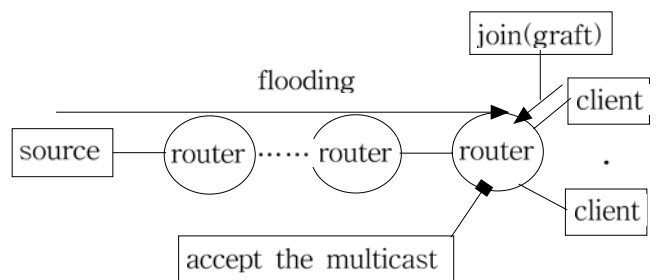 join(graft)
flooding
client
source
router
......
router
router
.
client
accept the multicast